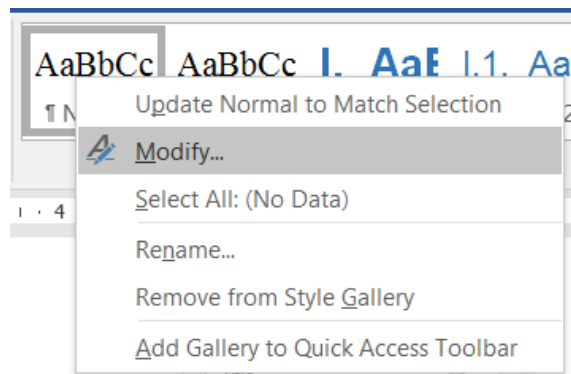 AaBbCc AaBbCc I. AaE I.1. Aa
¶ N
Update Normal to Match Selection
Modify...
Select All: (No Data)
4
Rename...
Remove from Style Gallery
Add Gallery to Quick Access Toolbar